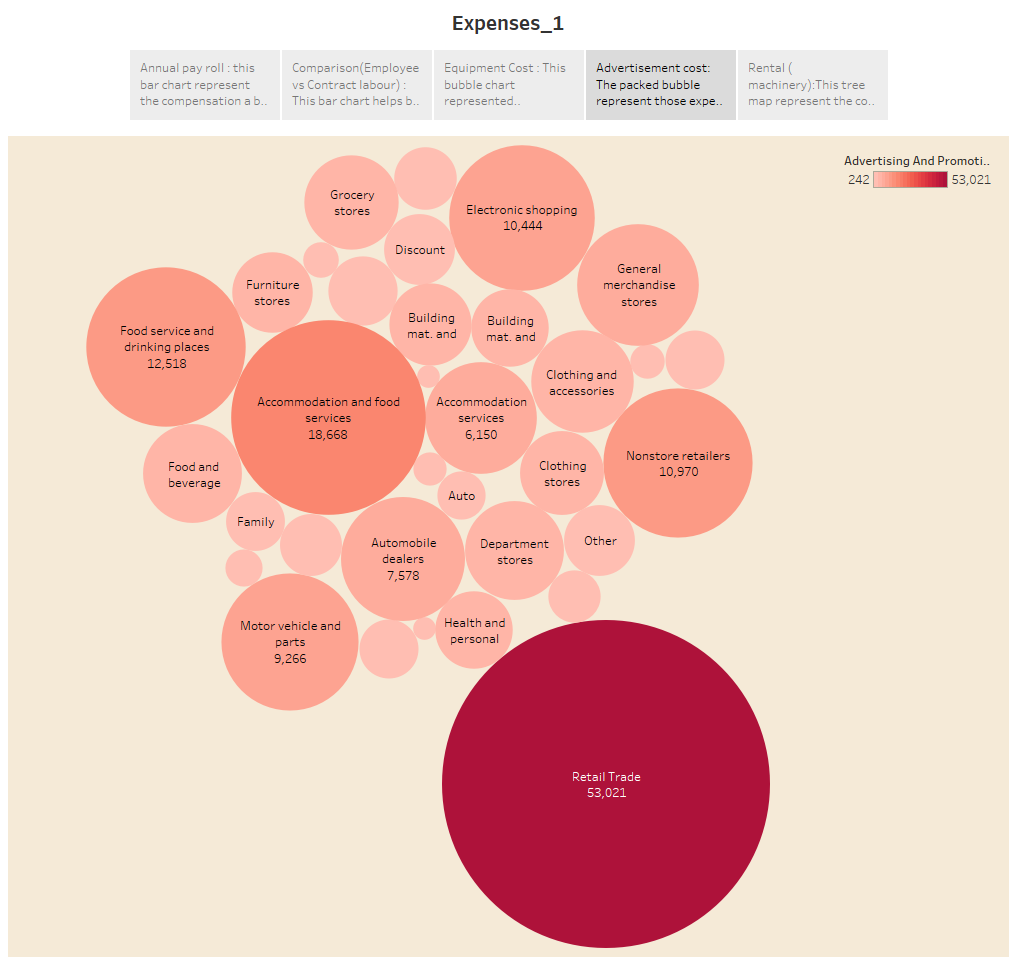 Expenses_1
Annual pay roll : this
bar chart represent
the compensation a b..
Comparison(Employee
vs Contract labour) :
This bar chart helps b..
Equipment Cost : This
bubble chart
represented..
Advertisement cost:
The packed bubble
represent those expe..
Rental (
machinery):This tree
map represent the co..
Advertising And Promoti..
242
53,021
Grocery
stores
Electronic shopping
10,444
Discount
General
merchandise
stores
Furniture
stores
Building
mat. and
Building
mat. and
Food service and
drinking places
12,518
Clothing and
accessories
Accommodation and food
services
18,668
Accommodation
services
6,150
Nonstore retailers
10,970
Food and
beverage
Clothing
stores
Auto
Family
Automobile
dealers
7,578
Department
stores
Other
Motor vehicle and
parts
9,266
Health and
personal
Retail Trade
53,021